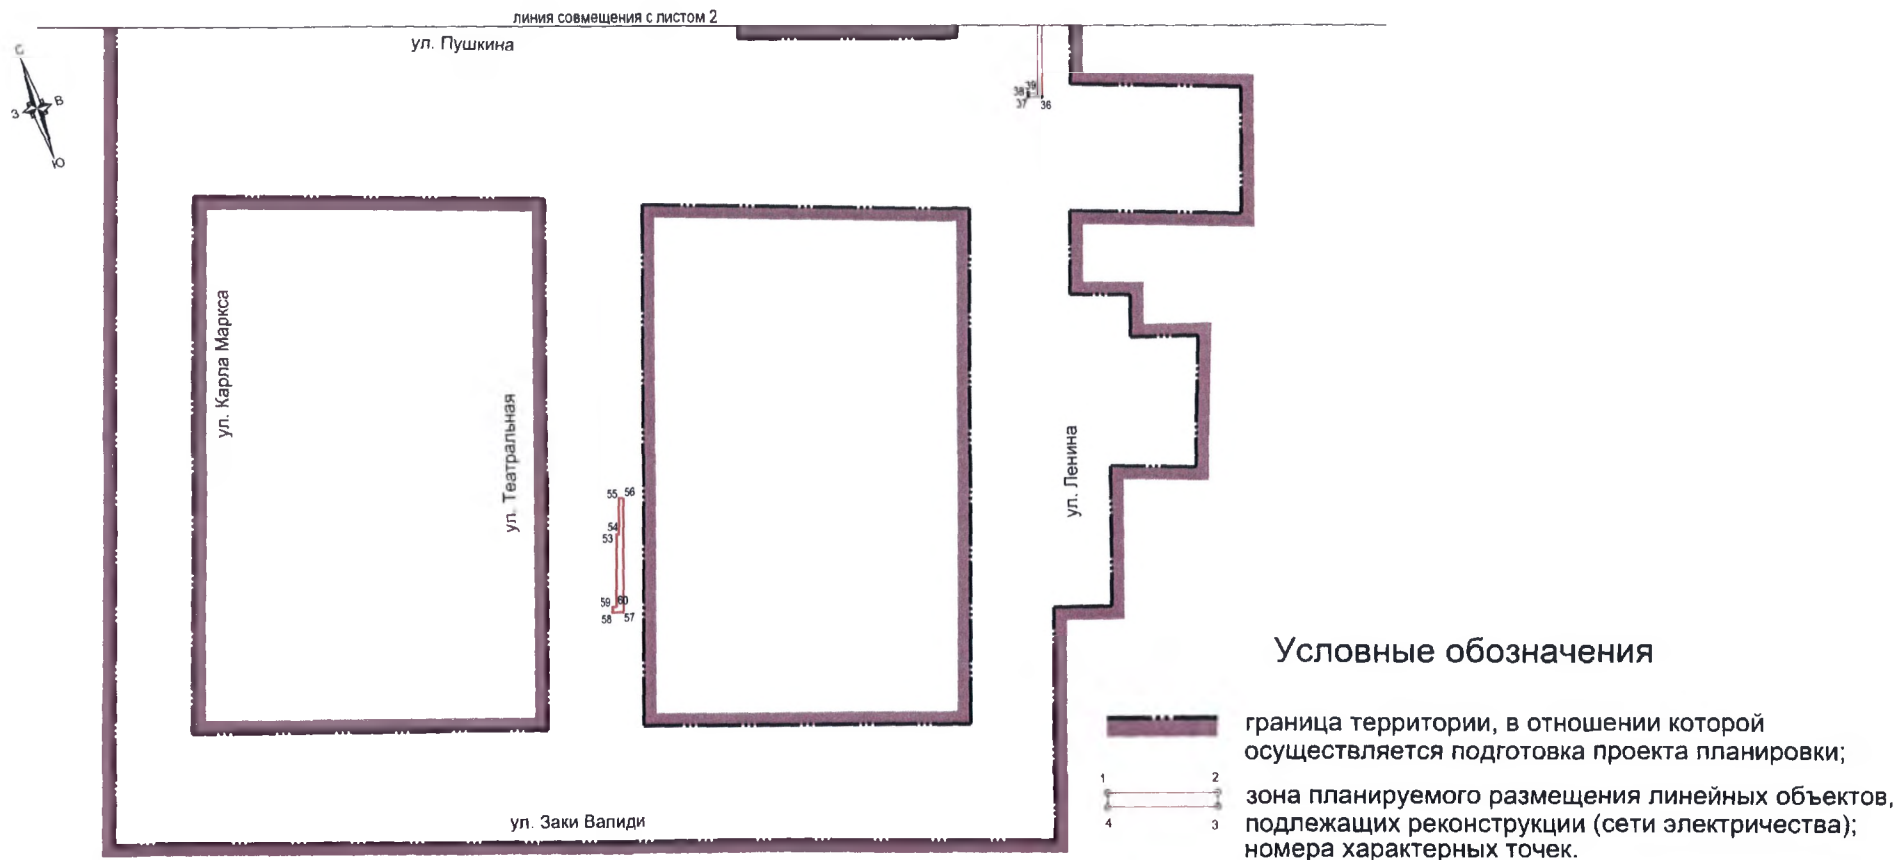 линия совмещения с листом 2
ул. Пушкина
С
В
З
Ю
39
38
37
36
ул. Карла Маркса
ул. Театральная
ул. Ленина
55
56
54
53
59
60
58
57
ул. Заки Валиди
Условные обозначения
граница территории, в отношении которой
осуществляется подготовка проекта планировки;
1
2
4
3
зона планируемого размещения линейных объектов,
подлежащих реконструкции (сети электричества);
номера характерных точек.